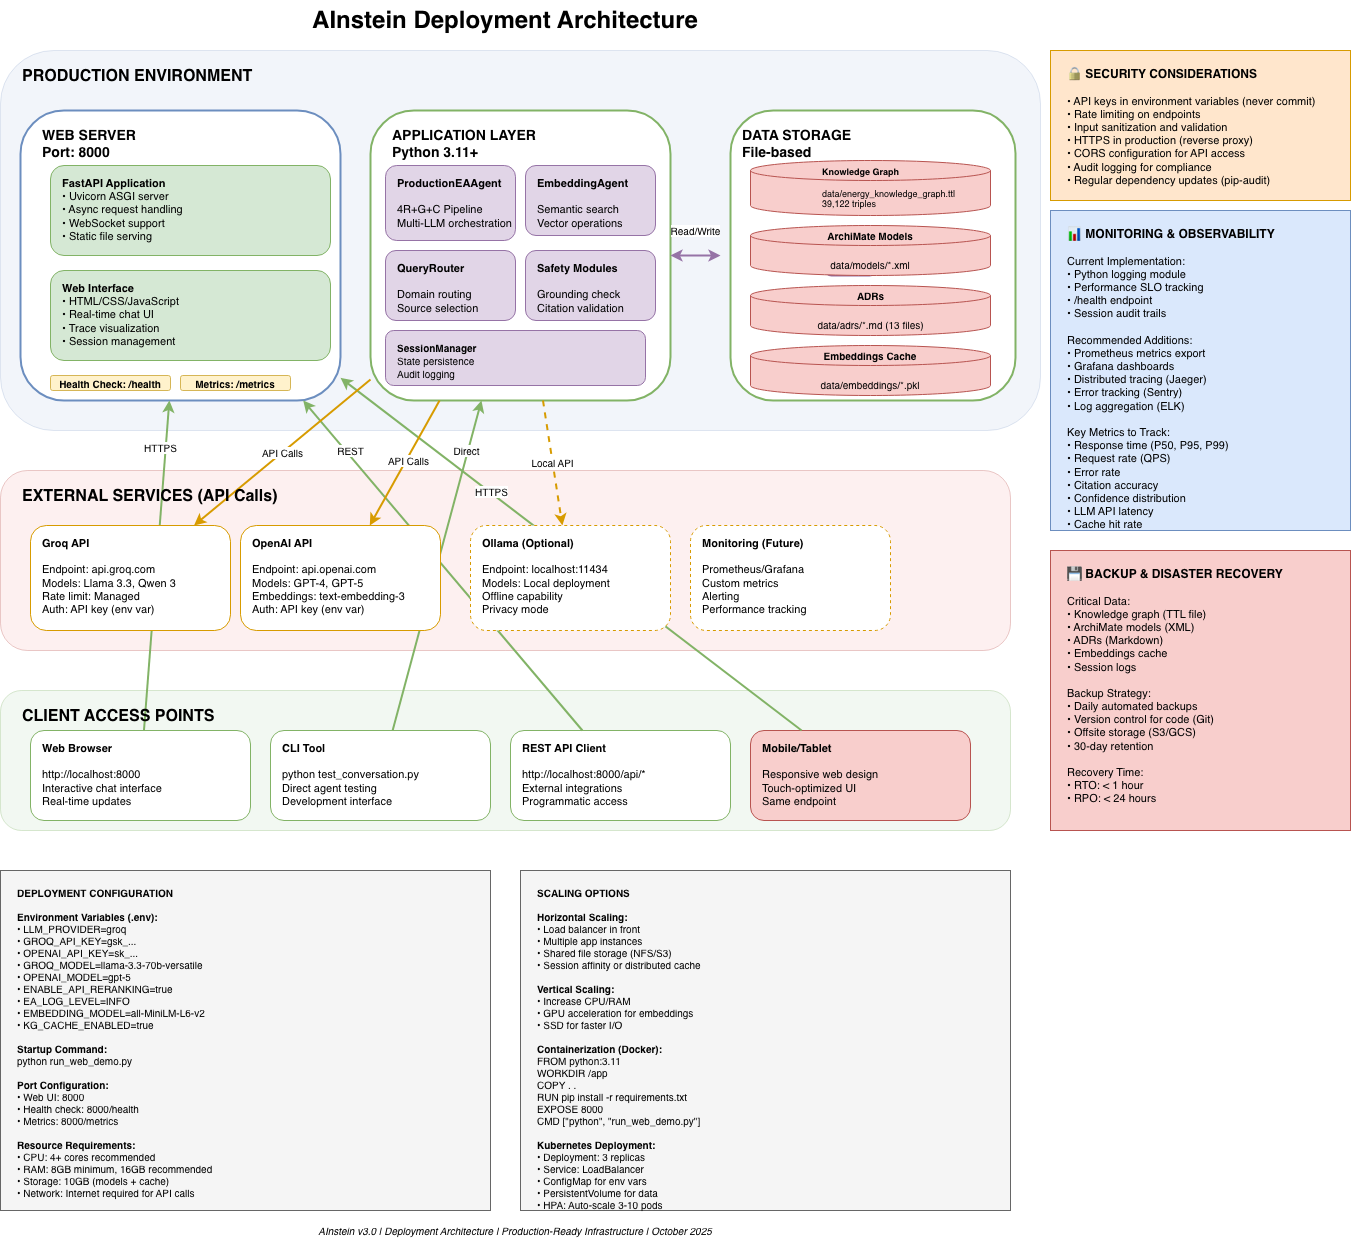 AInstein Deployment Architecture
PRODUCTION ENVIRONMENT
WEB SERVER
Port: 8000
FastAPI Application
• Uvicorn ASGI server
• Async request handling
• WebSocket support
• Static file serving
Web Interface
• HTML/CSS/JavaScript
• Real-time chat UI
• Trace visualization
• Session management
Health Check: /health
Metrics: /metrics
APPLICATION LAYER
Python 3.11+
ProductionEAAgent
4R+G+C Pipeline
Multi-LLM orchestration
EmbeddingAgent
Semantic search
Vector operations
QueryRouter
Domain routing
Source selection
Safety Modules
Grounding check
Citation validation
SessionManager
State persistence
Audit logging
Read/Write
DATA STORAGE
File-based
Knowledge Graph
data/energy_knowledge_graph.ttl
39,122 triples
ArchiMate Models
data/models/*.xml
ADRs
data/adrs/*.md (13 files)
Embeddings Cache
data/embeddings/*.pkl
HTTPS
API Calls
REST
API Calls
Direct
HTTPS
Local API
EXTERNAL SERVICES (API Calls)
Groq API
Endpoint: api.groq.com
Models: Llama 3.3, Qwen 3
Rate limit: Managed
Auth: API key (env var)
OpenAI API
Endpoint: api.openai.com
Models: GPT-4, GPT-5
Embeddings: text-embedding-3
Auth: API key (env var)
Ollama (Optional)
Endpoint: localhost:11434
Models: Local deployment
Offline capability
Privacy mode
Monitoring (Future)
Prometheus/Grafana
Custom metrics
Alerting
Performance tracking
CLIENT ACCESS POINTS
Web Browser
http://localhost:8000
Interactive chat interface
Real-time updates
CLI Tool
python test_conversation.py
Direct agent testing
Development interface
REST API Client
http://localhost:8000/api/*
External integrations
Programmatic access
Mobile/Tablet
Responsive web design
Touch-optimized UI
Same endpoint
🔒 SECURITY CONSIDERATIONS
• API keys in environment variables (never commit)
• Rate limiting on endpoints
• Input sanitization and validation
• HTTPS in production (reverse proxy)
• CORS configuration for API access
• Audit logging for compliance
• Regular dependency updates (pip-audit)
📊 MONITORING & OBSERVABILITY
Current Implementation:
• Python logging module
• Performance SLO tracking
• /health endpoint
• Session audit trails
Recommended Additions:
• Prometheus metrics export
• Grafana dashboards
• Distributed tracing (Jaeger)
• Error tracking (Sentry)
• Log aggregation (ELK)
Key Metrics to Track:
• Response time (P50, P95, P99)
• Request rate (QPS)
• Error rate
• Citation accuracy
• Confidence distribution
• LLM API latency
• Cache hit rate
💾 BACKUP & DISASTER RECOVERY
Critical Data:
• Knowledge graph (TTL file)
• ArchiMate models (XML)
• ADRs (Markdown)
• Embeddings cache
• Session logs
Backup Strategy:
• Daily automated backups
• Version control for code (Git)
• Offsite storage (S3/GCS)
• 30-day retention
Recovery Time:
• RTO: < 1 hour
• RPO: < 24 hours
DEPLOYMENT CONFIGURATION
Environment Variables (.env):
• LLM_PROVIDER=groq
• GROQ_API_KEY=gsk_...
• OPENAI_API_KEY=sk_...
• GROQ_MODEL=llama-3.3-70b-versatile
• OPENAI_MODEL=gpt-5
• ENABLE_API_RERANKING=true
• EA_LOG_LEVEL=INFO
• EMBEDDING_MODEL=all-MiniLM-L6-v2
• KG_CACHE_ENABLED=true
Startup Command:
python run_web_demo.py
Port Configuration:
• Web UI: 8000
• Health check: 8000/health
• Metrics: 8000/metrics
Resource Requirements:
• CPU: 4+ cores recommended
• RAM: 8GB minimum, 16GB recommended
• Storage: 10GB (models + cache)
• Network: Internet required for API calls
SCALING OPTIONS
Horizontal Scaling:
• Load balancer in front
• Multiple app instances
• Shared file storage (NFS/S3)
• Session affinity or distributed cache
Vertical Scaling:
• Increase CPU/RAM
• GPU acceleration for embeddings
• SSD for faster I/O
Containerization (Docker):
FROM python:3.11
WORKDIR /app
COPY . .
RUN pip install -r requirements.txt
EXPOSE 8000
CMD ["python", "run_web_demo.py"]
Kubernetes Deployment:
• Deployment: 3 replicas
• Service: LoadBalancer
• ConfigMap for env vars
• PersistentVolume for data
• HPA: Auto-scale 3-10 pods
AInstein v3.0 | Deployment Architecture | Production-Ready Infrastructure | October 2025